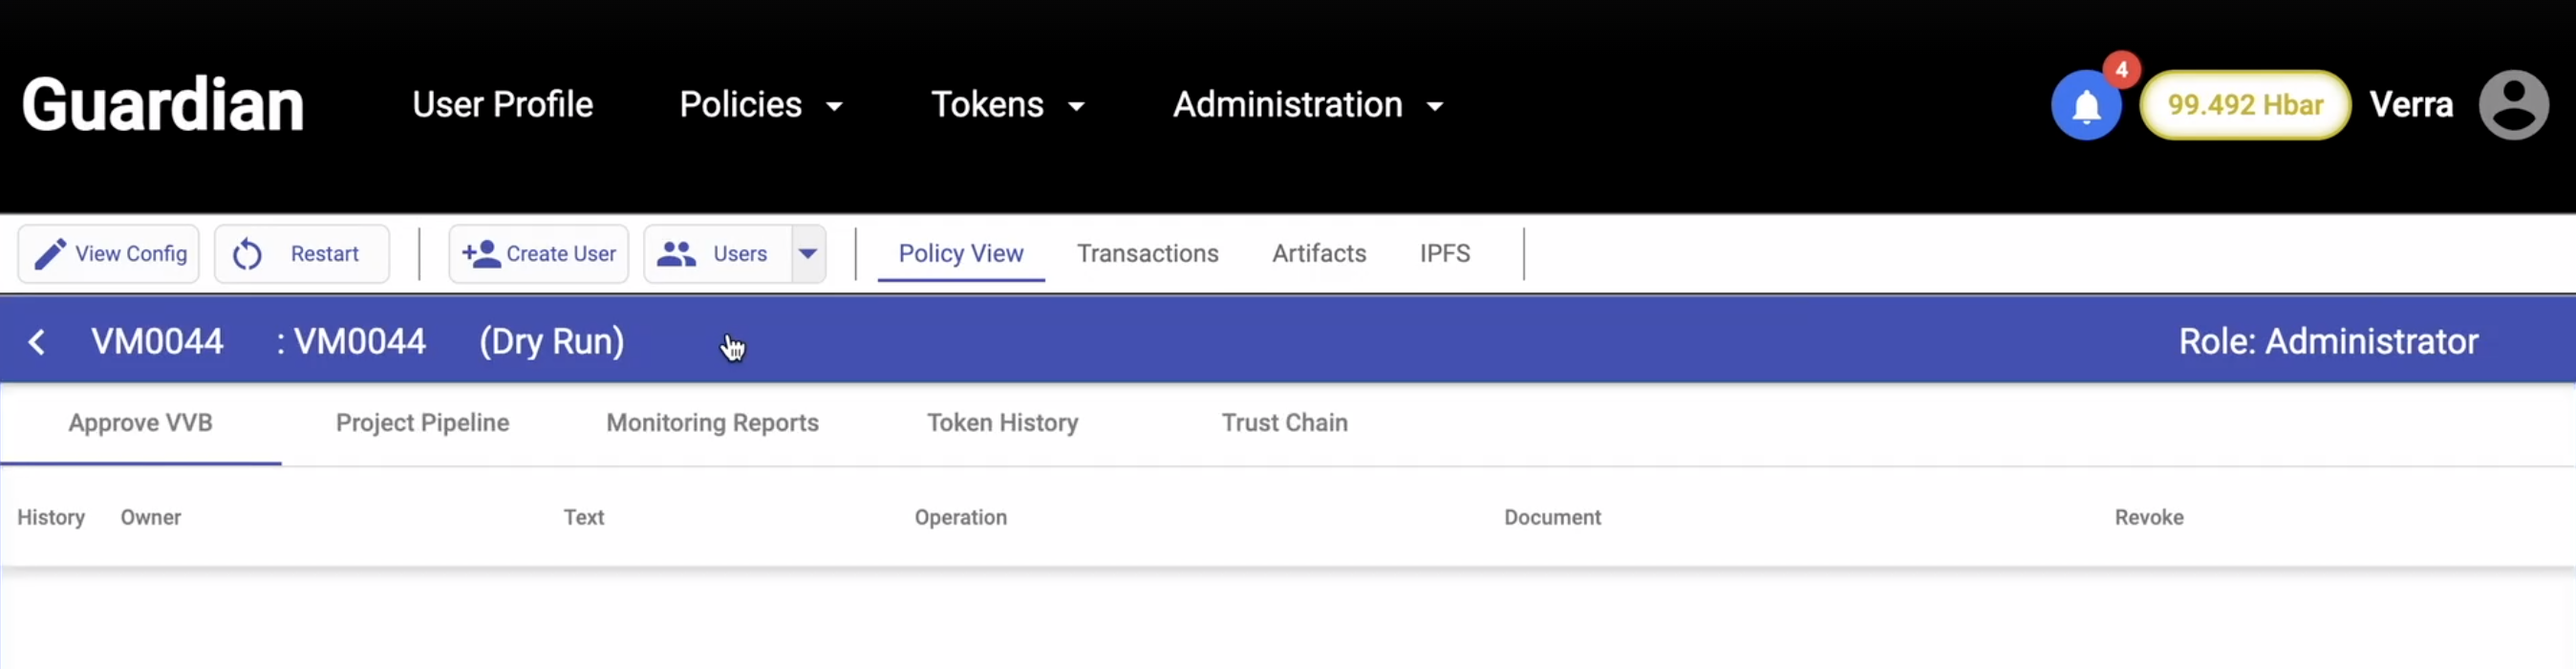 Guardian User Profile Policies Tokens Administration 4 99.492 Hbar Verra
View Config Restart Create User Users Policy View Transactions Artifacts IPFS
VM0044 : VM0044 (Dry Run) Role: Administrator
Approve VVB Project Pipeline Monitoring Reports Token History Trust Chain
History Owner Text Operation Document Revoke